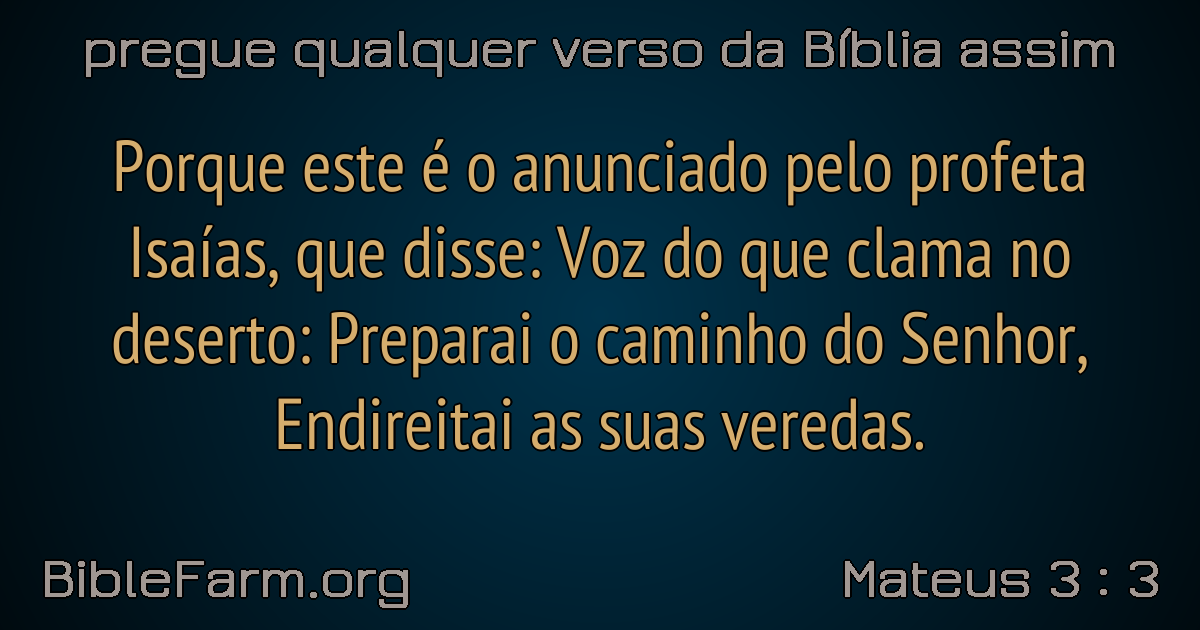 pregue qualquer verso da Bíblia assim
Porque este é o anunciado pelo profeta
Isaías, que disse: Voz do que clama no
deserto: Preparai o caminho do Senhor,
Endireitai as suas veredas.
BibleFarm.org
Mateus 3 : 3